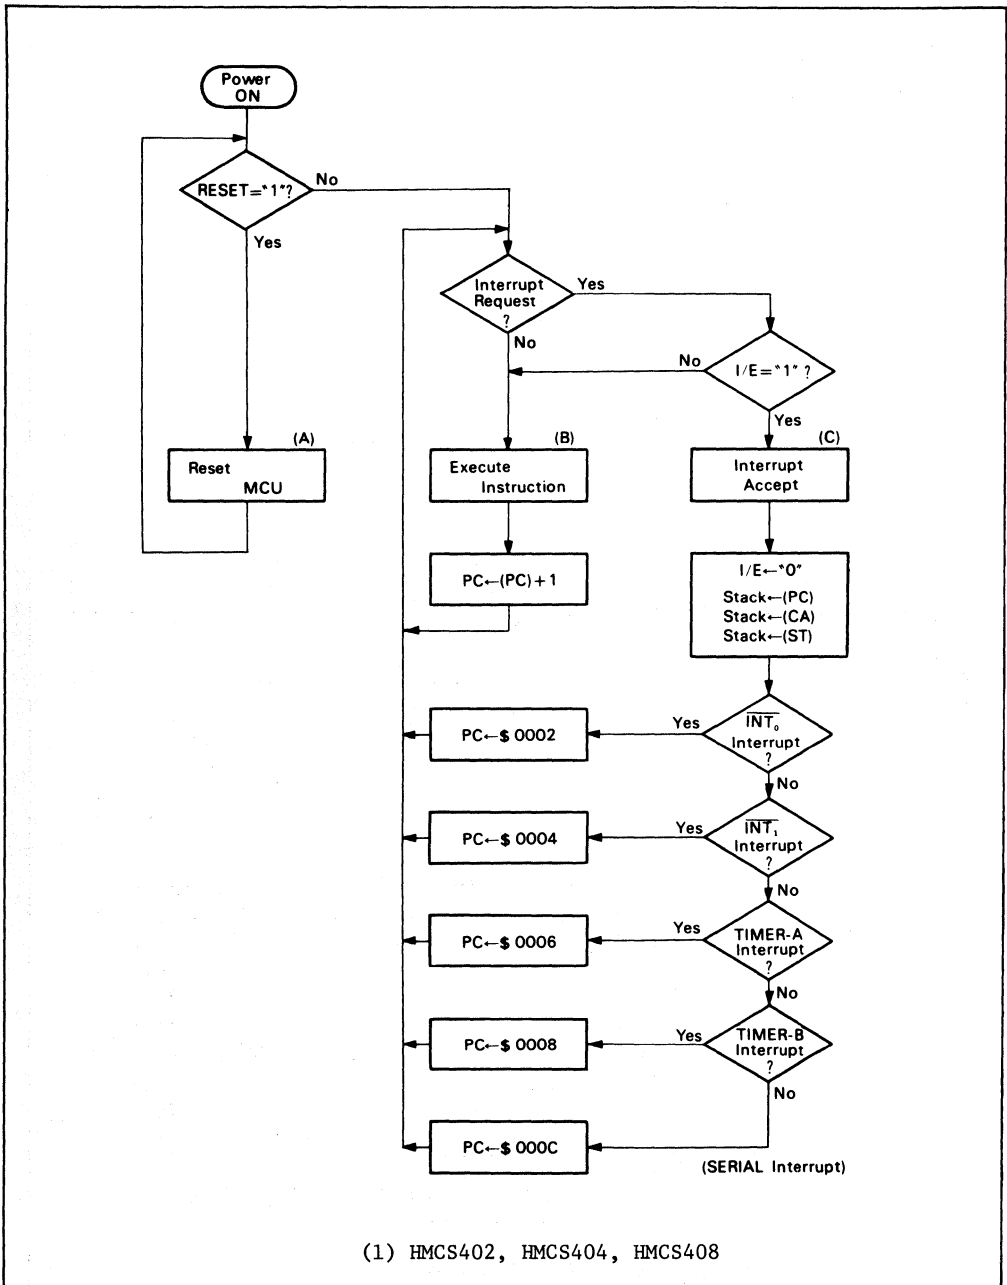 Power
ON
RESET="1"?
No
Yes
Interrupt
Request
?
Yes
No
No
I/E="1" ?
Yes
(A)
Reset
MCU
(B)
Execute
Instruction
(C)
Interrupt
Accept
PC←(PC)+1
I/E←"0"
Stack←(PC)
Stack←(CA)
Stack←(ST)
PC←$ 0002
Yes
INT₀
Interrupt
?
No
PC←$ 0004
Yes
INT₁
Interrupt
?
No
PC←$ 0006
Yes
TIMER-A
Interrupt
?
No
PC←$ 0008
Yes
TIMER-B
Interrupt
?
No
PC←$ 000C
(SERIAL Interrupt)
(1) HMCS402, HMCS404, HMCS408